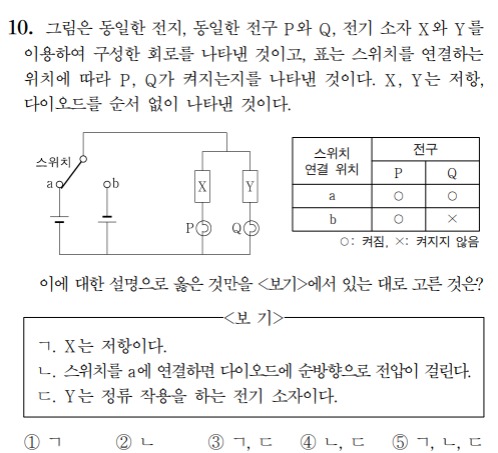 10. 그림은 동일한 전지, 동일한 전구 P와 Q, 전기 소자 X와 Y를
이용하여 구성한 회로를 나타낸 것이고, 표는 스위치를 연결하는
위치에 따라 P, Q가 켜지는지를 나타낸 것이다. X, Y는 저항,
다이오드를 순서 없이 나타낸 것이다.
스위치
a b
X Y
P Q
스위치 연결 위치 전구
P Q
a ○ ○
b ○ ×
○: 켜짐, ×: 켜지지 않음
이에 대한 설명으로 옳은 것만을 <보기>에서 있는 대로 고른 것은?
<보 기>
ㄱ. X는 저항이다.
ㄴ. 스위치를 a에 연결하면 다이오드에 순방향으로 전압이 걸린다.
ㄷ. Y는 정류 작용을 하는 전기 소자이다.
① ㄱ ② ㄴ ③ ㄱ, ㄷ ④ ㄴ, ㄷ ⑤ ㄱ, ㄴ, ㄷ